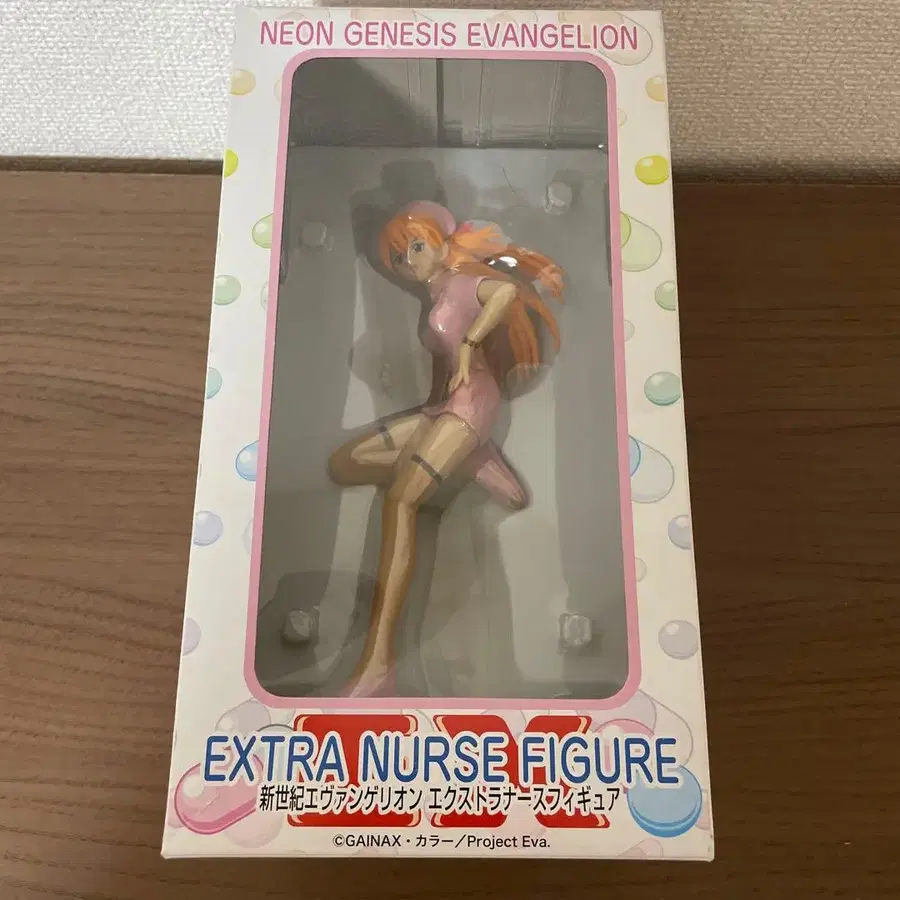 NEON GENESIS EVANGELION
EX
EXTRA NURSE FIGURE
新世紀エヴァンゲリオン エクストラナースフィギュア
©GAINAX・カラー/Project Eva.